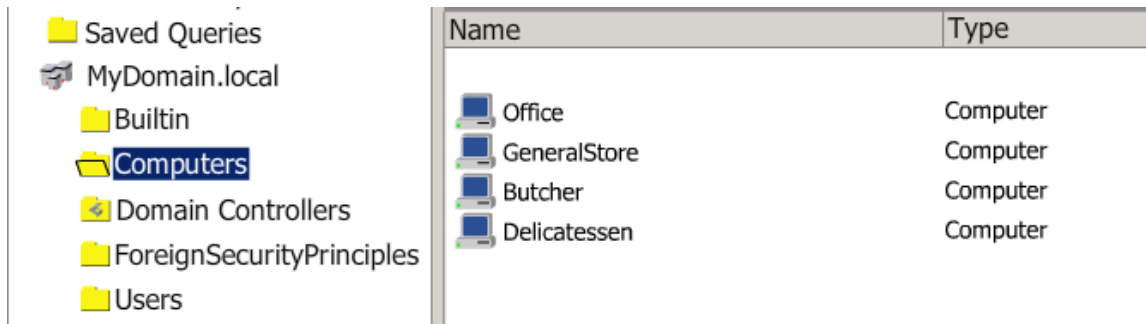 Saved Queries
MyDomain.local
Builtin
Computers
Domain Controllers
ForeignSecurityPrinciples
Users
Name Type
Office Computer
GeneralStore Computer
Butcher Computer
Delicatessen Computer